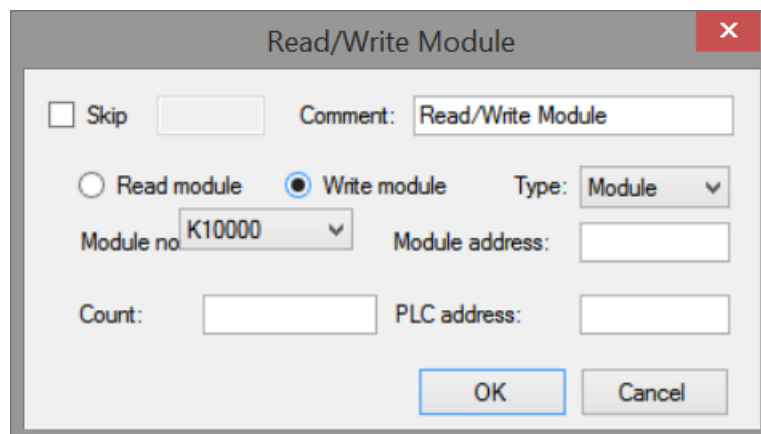 Read/Write Module
Skip Comment: Read/Write Module
Read module Write module Type: Module
Module no K10000 Module address:
Count: PLC address:
OK Cancel